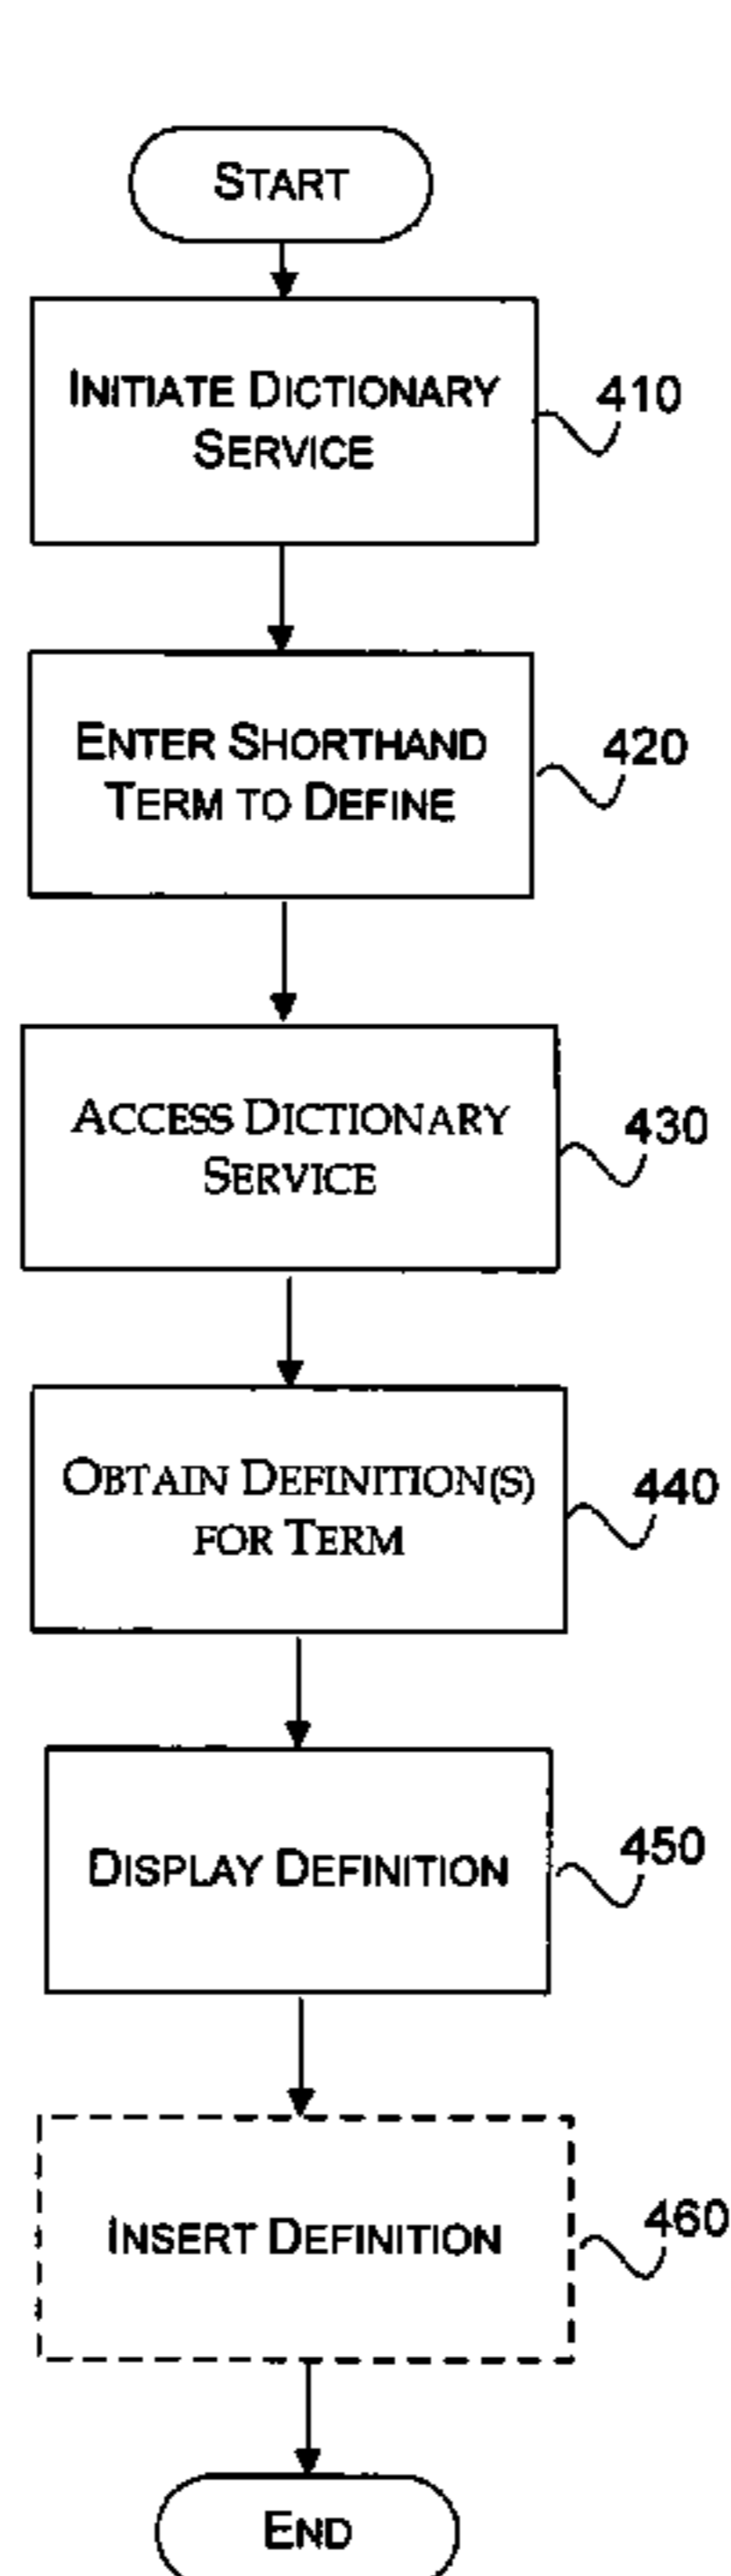 START
INITIATE DICTIONARY
SERVICE
410
ENTER SHORTHAND
TERM TO DEFINE
420
ACCESS DICTIONARY
SERVICE
430
OBTAIN DEFINITION(S)
FOR TERM
440
DISPLAY DEFINITION
450
INSERT DEFINITION
460
END